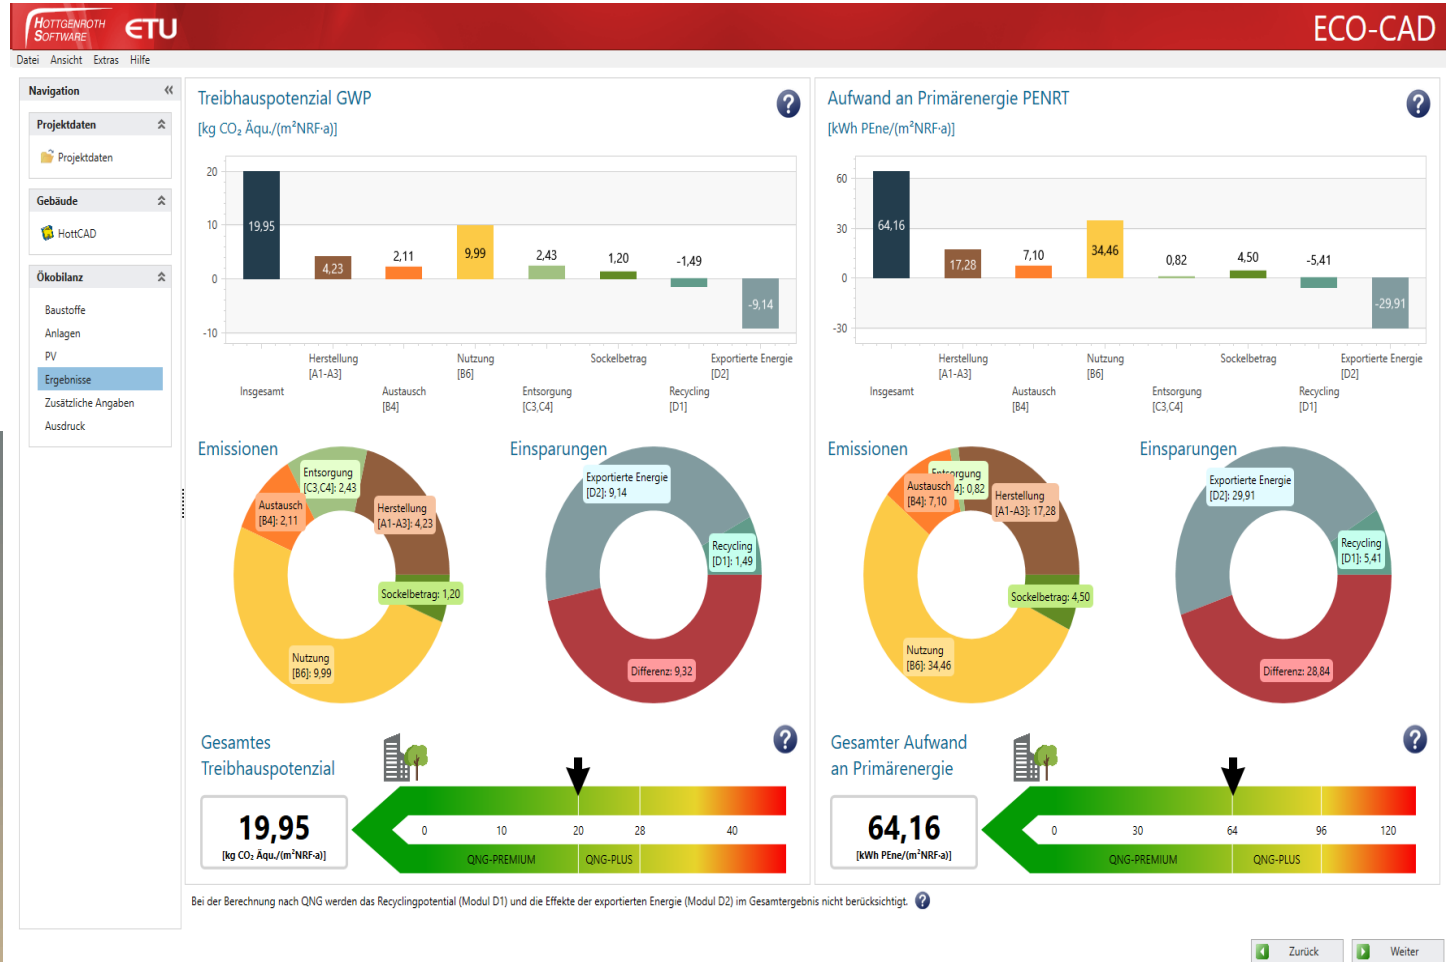 HOTTGENROTH
SOFTWARE
ETU
ECO-CAD
Datei Ansicht Extras Hilfe
Navigation
Projektdaten
Projektdaten
Gebäude
HottCAD
Ökobilanz
Baustoffe
Anlagen
PV
Ergebnisse
Zusätzliche Angaben
Ausdruck
Treibhauspotenzial GWP
[kg CO₂ Äqu./(m²NRF·a)]
20
10
0
-10
19,95
4,23
2,11
9,99
2,43
1,20
-1,49
-9,14
Herstellung
[A1-A3]
Nutzung
[B6]
Sockelbetrag
Exportierte Energie
[D2]
Insgesamt
Austausch
[B4]
Entsorgung
[C3,C4]
Recycling
[D1]
Emissionen
Entsorgung
[C3,C4]: 2,43
Austausch
[B4]: 2,11
Herstellung
[A1-A3]: 4,23
Sockelbetrag: 1,20
Nutzung
[B6]: 9,99
Einsparungen
Exportierte Energie
[D2]: 9,14
Recycling
[D1]: 1,49
Differenz: 9,32
Gesamtes
Treibhauspotenzial
19,95
[kg CO₂ Äqu./(m²NRF·a)]
0 10 20 28 40
QNG-PREMIUM QNG-PLUS
Aufwand an Primärenergie PENRT
[kWh PEne/(m²NRF·a)]
60
30
0
-30
64,16
17,28
7,10
34,46
0,82
4,50
-5,41
-29,91
Herstellung
[A1-A3]
Nutzung
[B6]
Sockelbetrag
Exportierte Energie
[D2]
Insgesamt
Austausch
[B4]
Entsorgung
[C3,C4]
Recycling
[D1]
Emissionen
Entsorgung
4]: 0,82
Austausch
[B4]: 7,10
Herstellung
[A1-A3]: 17,28
Sockelbetrag: 4,50
Nutzung
[B6]: 34,46
Einsparungen
Exportierte Energie
[D2]: 29,91
Recycling
[D1]: 5,41
Differenz: 28,84
Gesamter Aufwand
an Primärenergie
64,16
[kWh PEne/(m²NRF·a)]
0 30 64 96 120
QNG-PREMIUM QNG-PLUS
Bei der Berechnung nach QNG werden das Recyclingpotential (Modul D1) und die Effekte der exportierten Energie (Modul D2) im Gesamtergebnis nicht berücksichtigt.
Zurück
Weiter